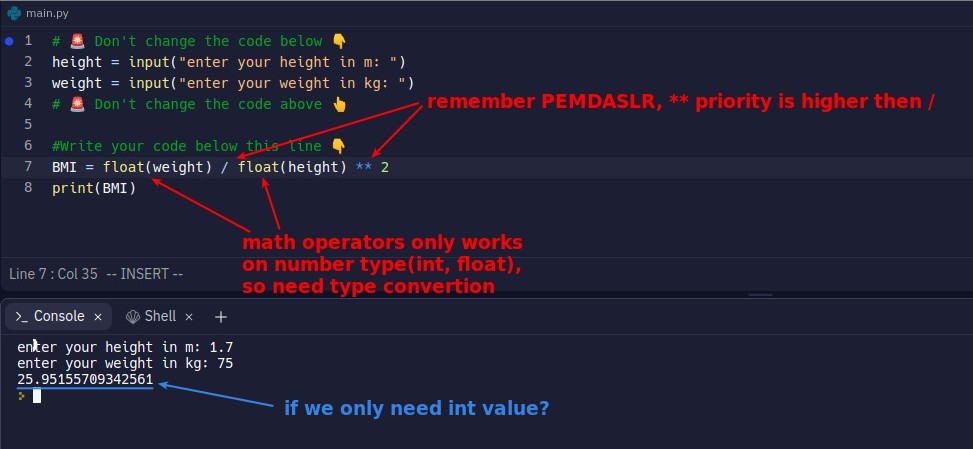 main.py
1 # 🚨 Don't change the code below 👇
2 height = input("enter your height in m: ")
3 weight = input("enter your weight in kg: ")
4 # 🚨 Don't change the code above 👆
remember PEMDASLR, ** priority is higher then /
5
6 #Write your code below this line 👇
7 BMI = float(weight) / float(height) ** 2
8 print(BMI)
math operators only works
on number type(int, float),
so need type convertion
Line 7 : Col 35 -- INSERT --
>_ Console × Shell × +
enter your height in m: 1.7
enter your weight in kg: 75
25.95155709342561
>
if we only need int value?